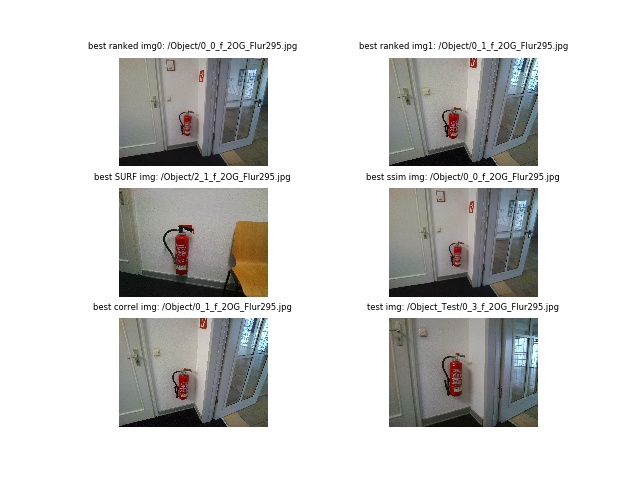 best ranked img0: /Object/0_0_f_2OG_Flur295.jpg
best ranked img1: /Object/0_1_f_2OG_Flur295.jpg
best SURF img: /Object/2_1_f_2OG_Flur295.jpg
best ssim img: /Object/0_0_f_2OG_Flur295.jpg
best correl img: /Object/0_1_f_2OG_Flur295.jpg
test img: /Object_Test/0_3_f_2OG_Flur295.jpg